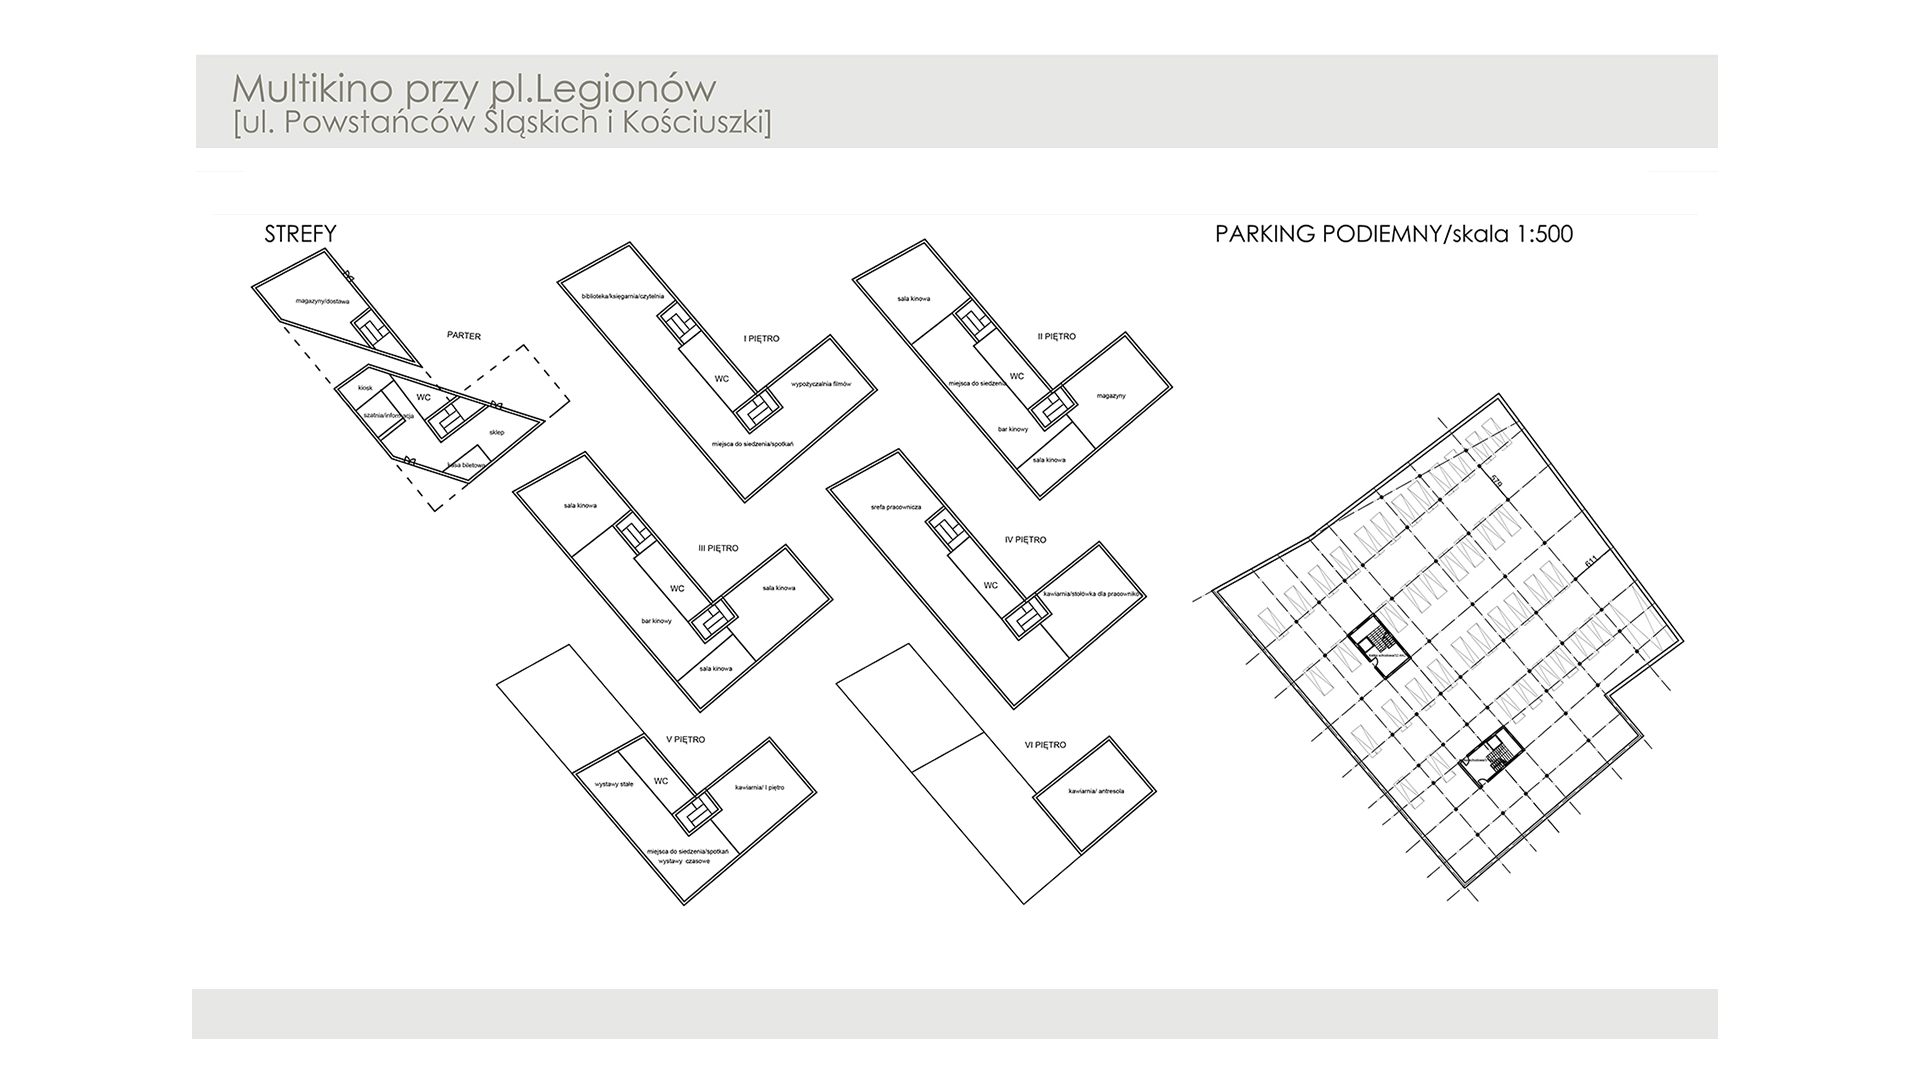 Multikino przy pl.Legionów
[ul. Powstańców Śląskich i Kościuszki]
STREFY
PARKING PODIEMNY/skala 1:500
magazyny/dostawa
PARTER
kiosk
WC
szatnia/informacja
sklep
kasa biletowa
biblioteka/księgarnia/czytelnia
I PIĘTRO
WC
wypożyczalnia filmów
miejsca do siedzenia/spotkań
sala kinowa
II PIĘTRO
miejsca do siedzenia
WC
magazyny
bar kinowy
sala kinowa
sala kinowa
III PIĘTRO
WC
sala kinowa
bar kinowy
sala kinowa
srefa pracownicza
IV PIĘTRO
WC
kawiarnia/stołówka dla pracowników
V PIĘTRO
wystawy stałe
WC
kawiarnia/ I piętro
miejsca do siedzenia/spotkań
wystawy czasowe
VI PIĘTRO
kawiarnia/ antresola
579
611